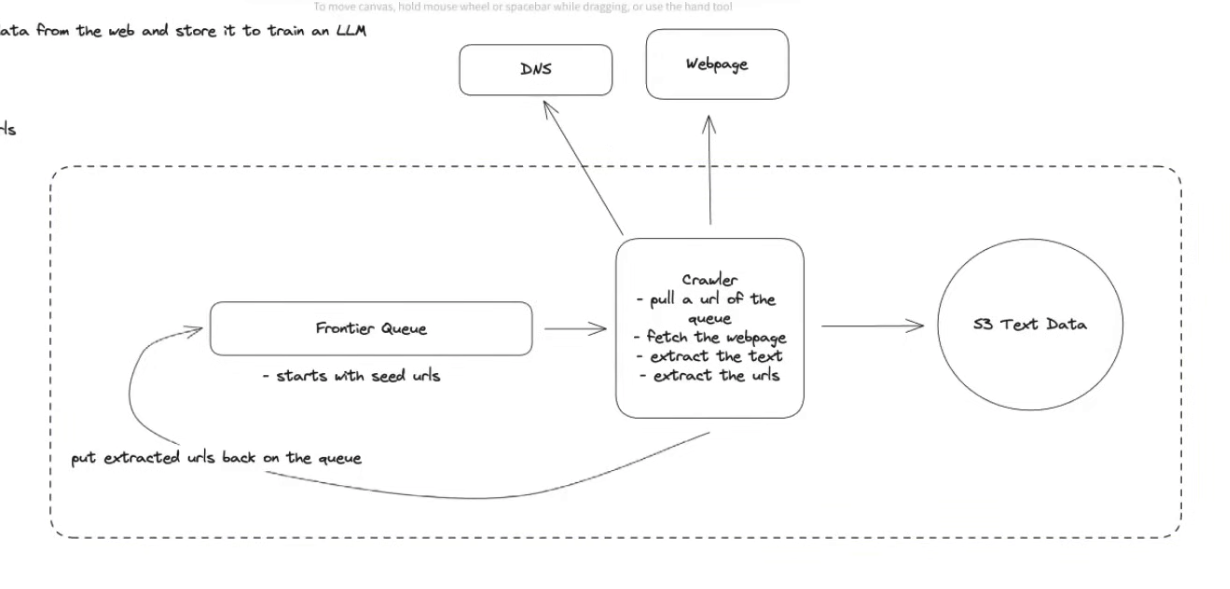 To move canvas, hold mouse wheel or spacebar while dragging, or use the hand tool
ata from the web and store it to train an LLM
DNS
Webpage
rls
Crawler
- pull a url of the
queue
- fetch the webpage
- extract the text
- extract the urls
Frontier Queue
- starts with seed urls
S3 Text Data
put extracted urls back on the queue